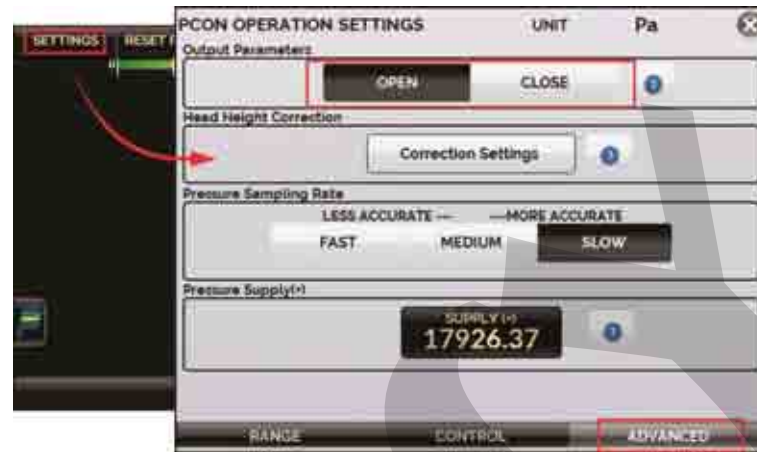 SETTINGS
RESET
PCON OPERATION SETTINGS UNIT Pa
Output Parameters
OPEN CLOSE
Head Height Correction
Correction Settings
Pressure Sampling Rate
LESS ACCURATE --- ---MORE ACCURATE
FAST MEDIUM SLOW
Pressure Supply(+)
SUPPLY (+)
17926.37
RANGE CONTROL ADVANCED